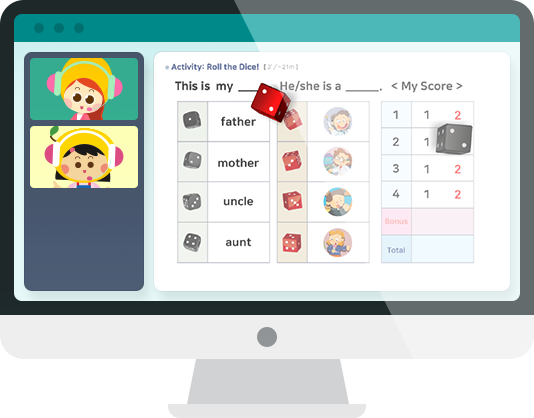 Activity: Roll the Dice! [2'/~21m]
This is my ____. He/she is a _____. < My Score >
father
mother
uncle
aunt
1 1 2
2 1
3 1 2
4 1 2
Bonus
Total